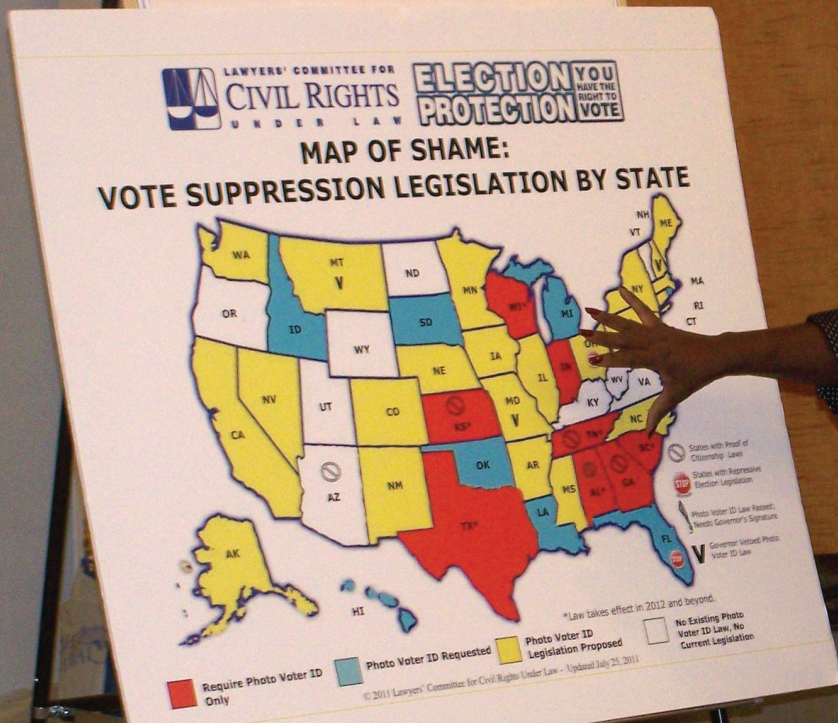 LAWYERS' COMMITTEE FOR
CIVIL RIGHTS
UNDER LAW
ELECTION
PROTECTION
YOU
HAVE THE
RIGHT TO
VOTE
MAP OF SHAME:
VOTE SUPPRESSION LEGISLATION BY STATE
NH
ME
VT
V
WA
MT
V
ND
MN
WI*
MI
NY
MA
RI
CT
OR
ID
SD
WY
IA
NE
IL
IN
OH
WV
VA
KY
NV
UT
CO
KS*
MO
V
CA
TN*
NC
SC*
AZ
NM
OK
AR
MS
AL*
GA
TX*
LA
FL
STOP
AK
HI
States with Proof of
Citizenship Laws
STOP
States with Repressive
Election Legislation
Photo Voter ID Law Passed;
Needs Governor's Signature
V
Governor Vetoed Photo
Voter ID Law
*Law takes effect in 2012 and beyond.
Require Photo Voter ID
Only
Photo Voter ID Requested
Photo Voter ID
Legislation Proposed
No Existing Photo
Voter ID Law, No
Current Legislation
© 2011 Lawyers' Committee for Civil Rights Under Law – Updated July 25, 2011